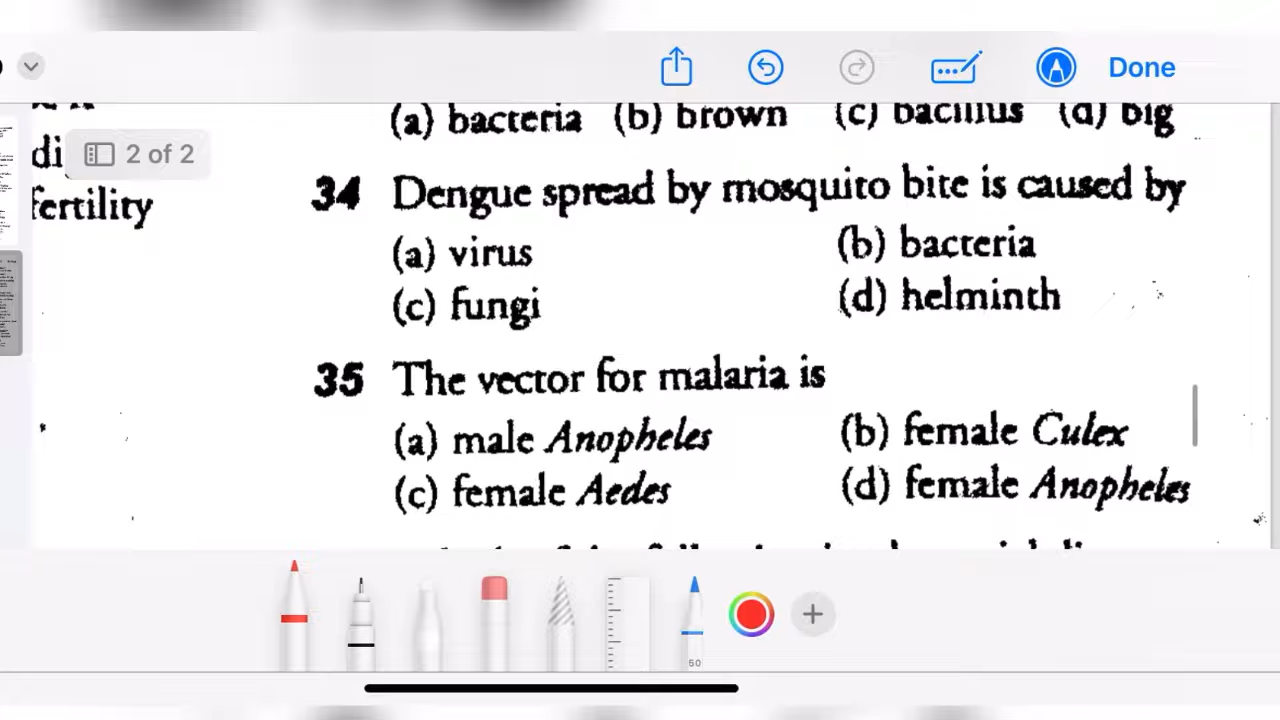 Done
(a) bacteria (b) brown (c) bacillus (d) big
di
2 of 2
fertility
34 Dengue spread by mosquito bite is caused by
(a) virus (b) bacteria
(c) fungi (d) helminth
35 The vector for malaria is
(a) male Anopheles (b) female Culex
(c) female Aedes (d) female Anopheles
50